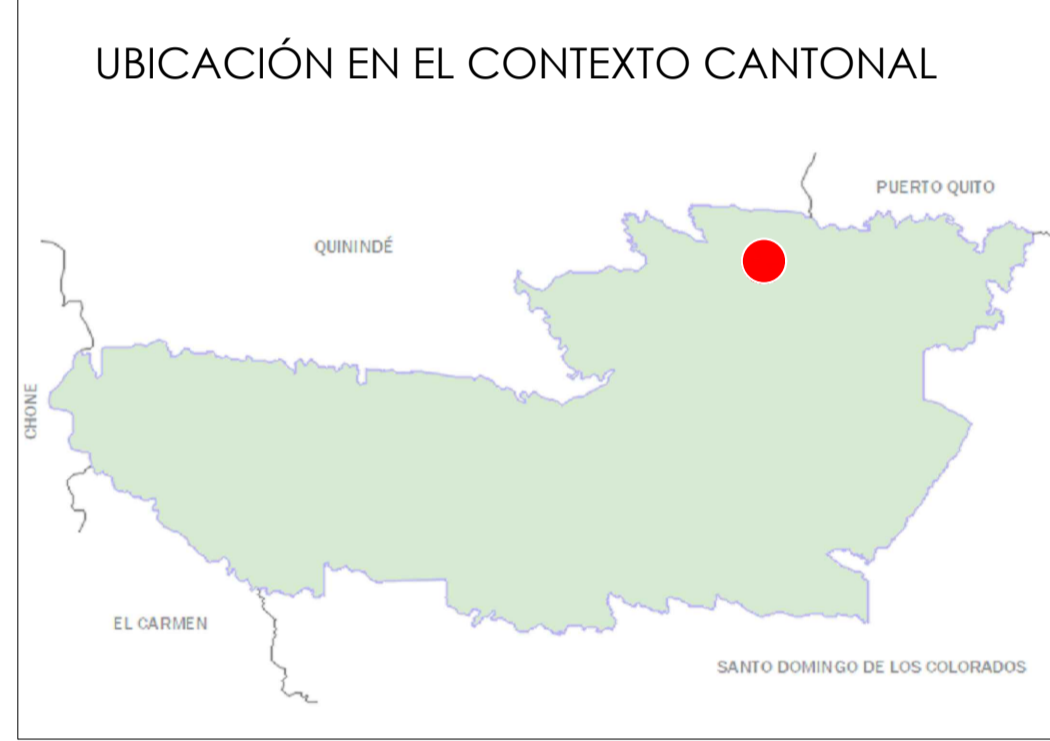 UBICACIÓN EN EL CONTEXTO CANTONAL
PUERTO QUITO
QUININDÉ
CHONE
EL CARMEN
SANTO DOMINGO DE LOS COLORADOS